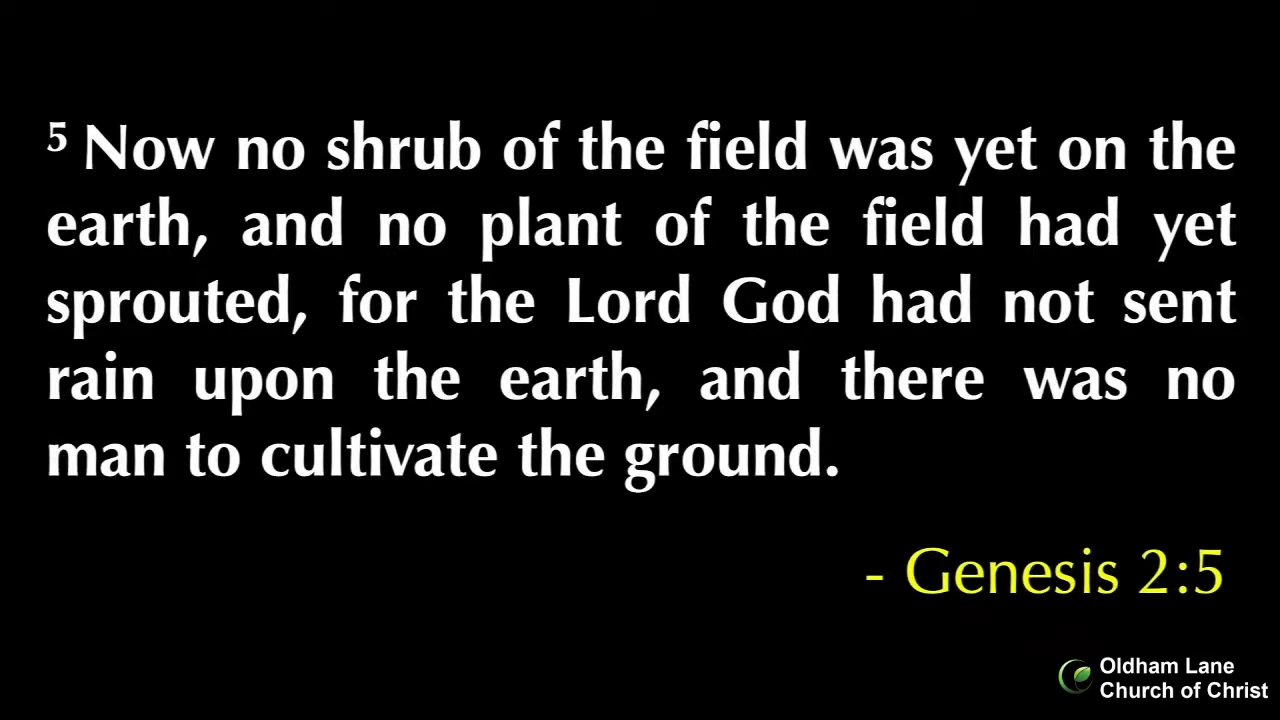 ⁵ Now no shrub of the field was yet on the
earth, and no plant of the field had yet
sprouted, for the Lord God had not sent
rain upon the earth, and there was no
man to cultivate the ground.
- Genesis 2:5
Oldham Lane
Church of Christ